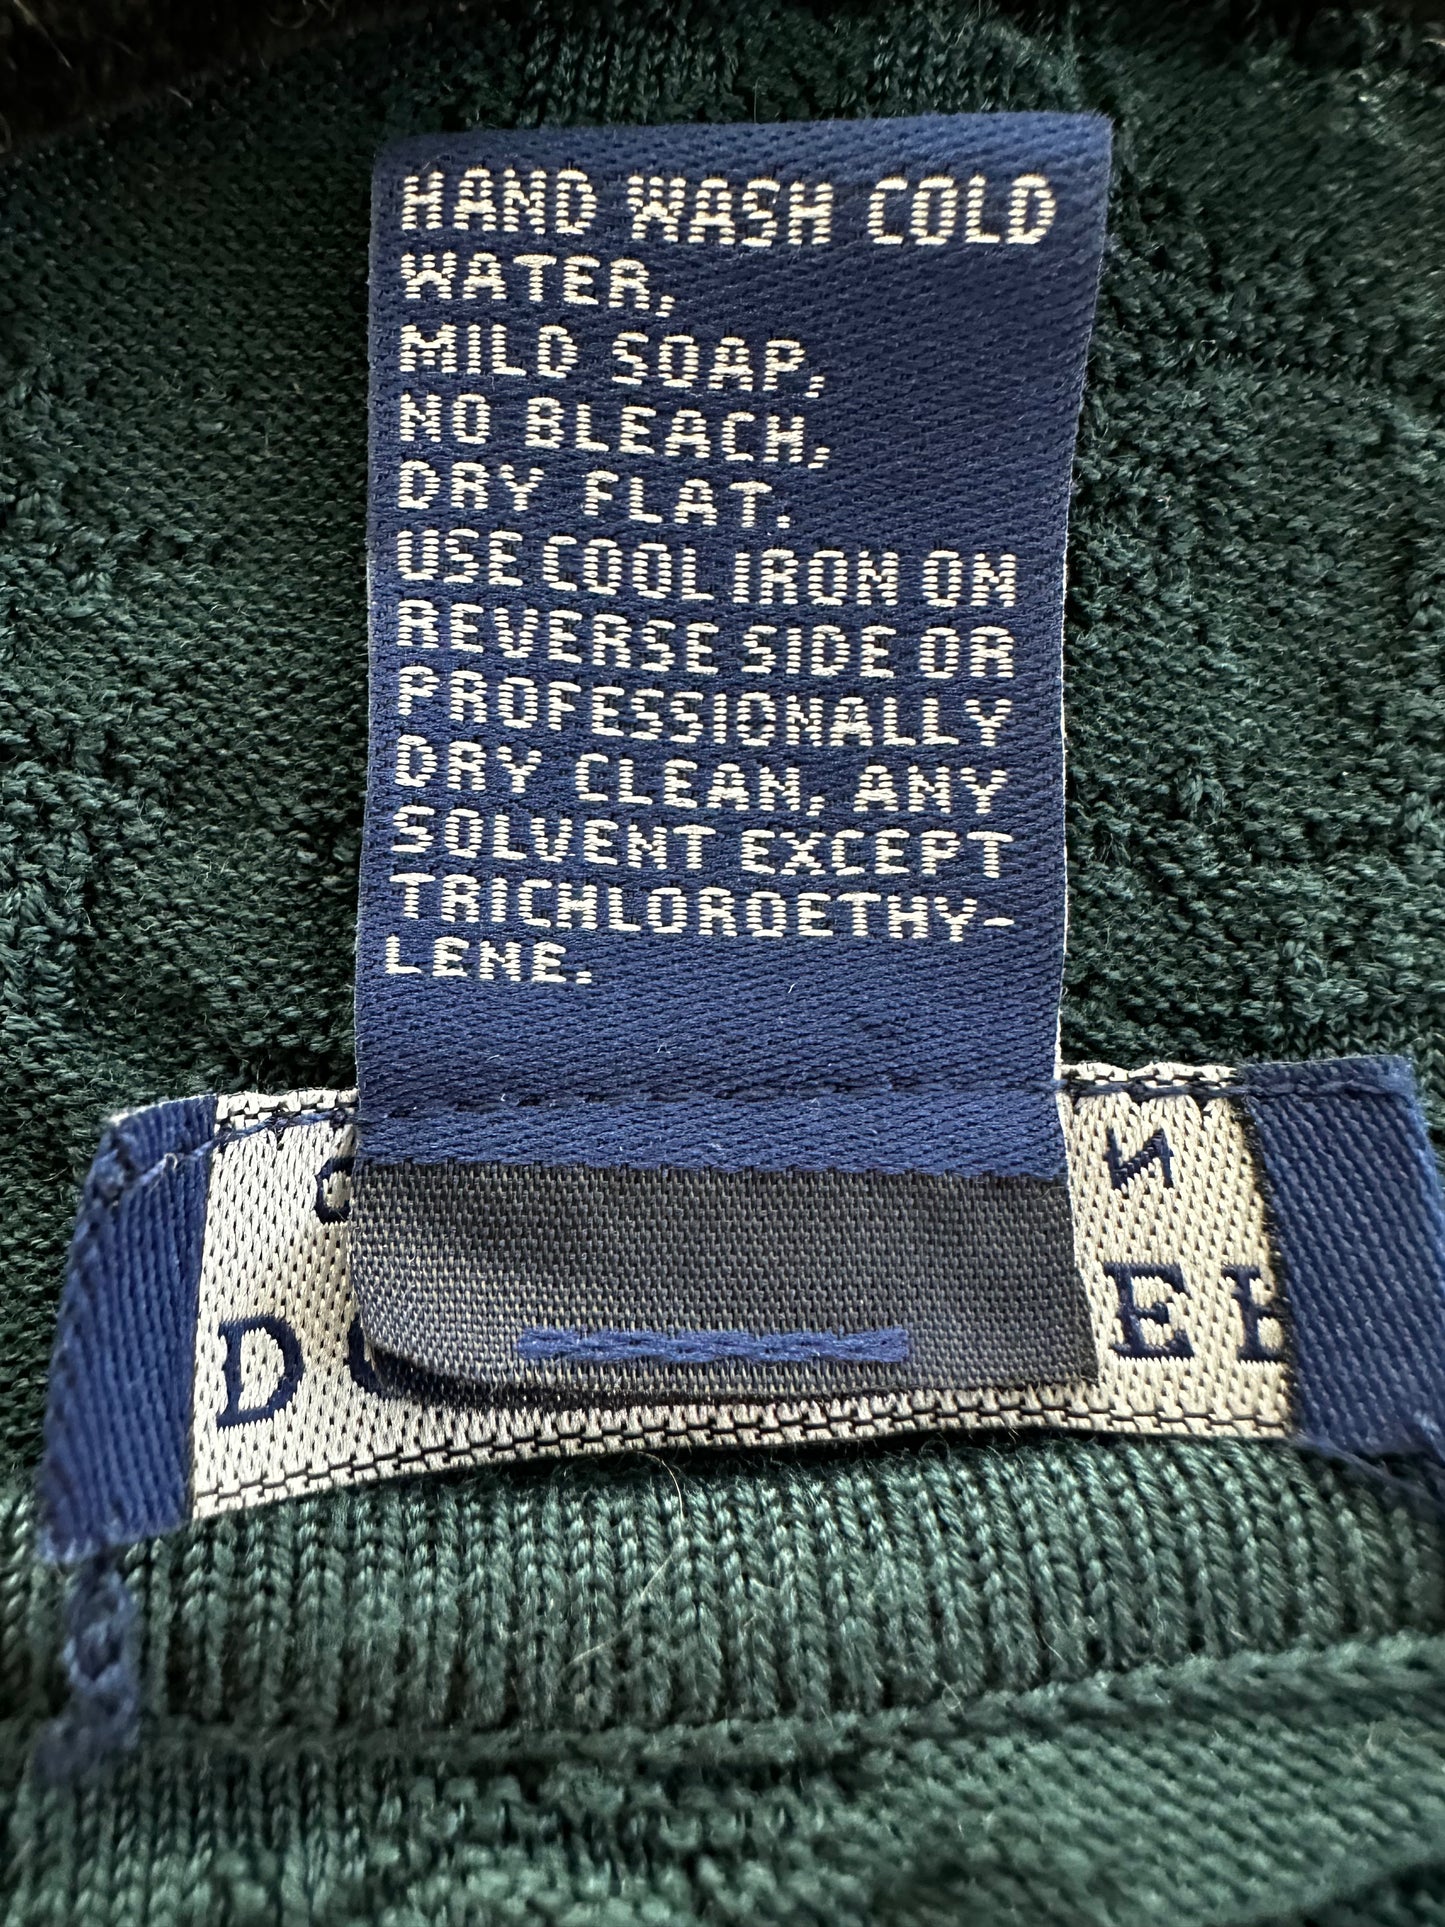 HAND WASH COLD
WATER,
MILD SOAP,
NO BLEACH,
DRY FLAT.
USE COOL IRON ON
REVERSE SIDE OR
PROFESSIONALLY
DRY CLEAN, ANY
SOLVENT EXCEPT
TRICHLOROETHY-
LENE.